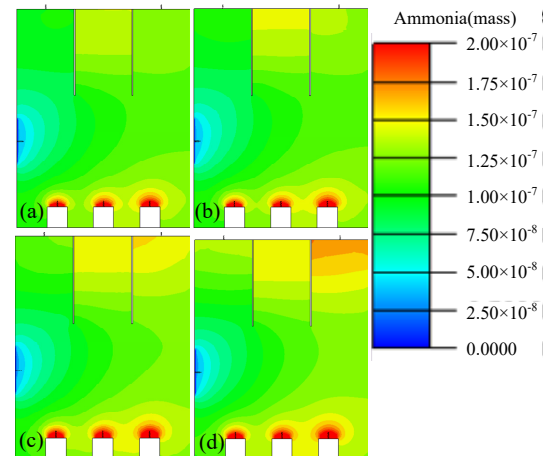 Ammonia(mass)
2.00×10⁻⁷
1.75×10⁻⁷
1.50×10⁻⁷
1.25×10⁻⁷
1.00×10⁻⁷
7.50×10⁻⁸
5.00×10⁻⁸
2.50×10⁻⁸
0.0000
(a)
(b)
(c)
(d)